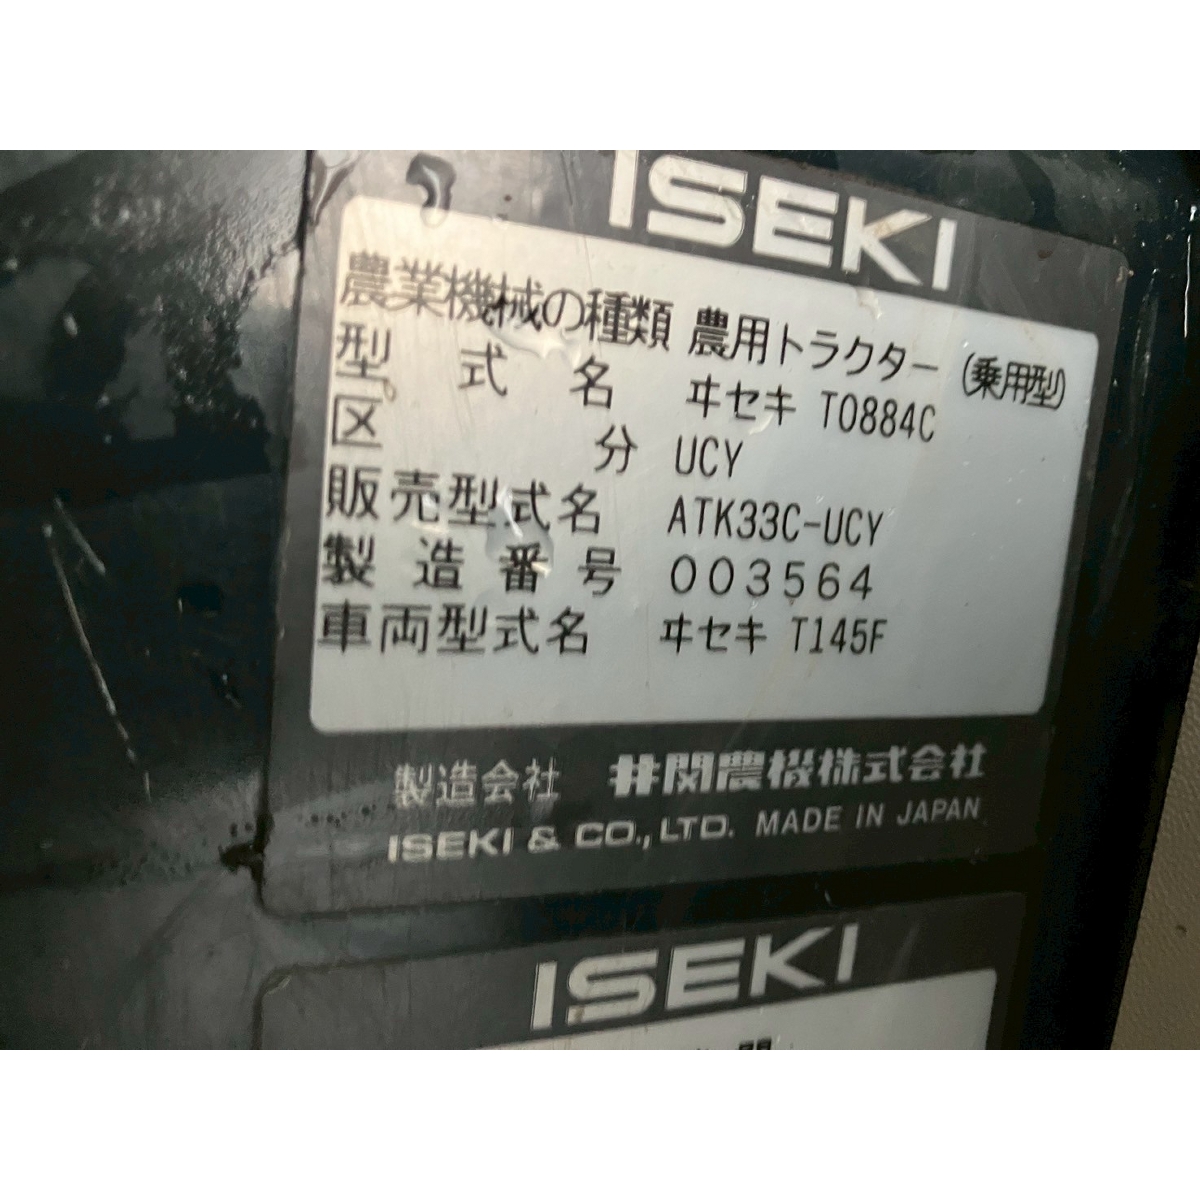 ISEKI
農業機械の種類 農用トラクター (乗用型)
型式名 ヰセキ T0884C
区分 UCY
販売型式名 ATK33C-UCY
製造番号 003564
車両型式名 ヰセキ T145F
製造会社 井関農機株式会社
ISEKI & CO., LTD. MADE IN JAPAN
ISEKI